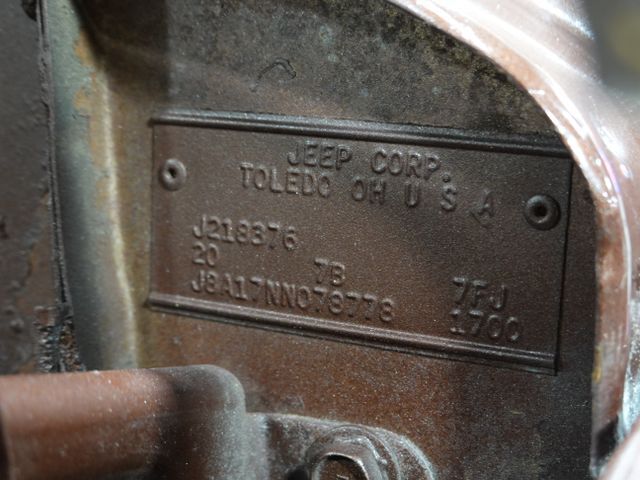 JEEP CORP.
TOLEDO OH U S A
J218376
20 7B 7FJ
J8A17NN078778 1700